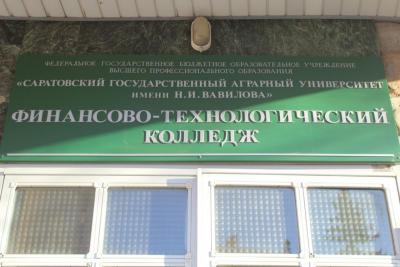 ФЕДЕРАЛЬНОЕ ГОСУДАРСТВЕННОЕ БЮДЖЕТНОЕ ОБРАЗОВАТЕЛЬНОЕ УЧРЕЖДЕНИЕ
ВЫСШЕГО ПРОФЕССИОНАЛЬНОГО ОБРАЗОВАНИЯ
“САРАТОВСКИЙ ГОСУДАРСТВЕННЫЙ АГРАРНЫЙ УНИВЕРСИТЕТ
ИМЕНИ Н.И. ВАВИЛОВА”
ФИНАНСОВО-ТЕХНОЛОГИЧЕСКИЙ
КОЛЛЕДЖ